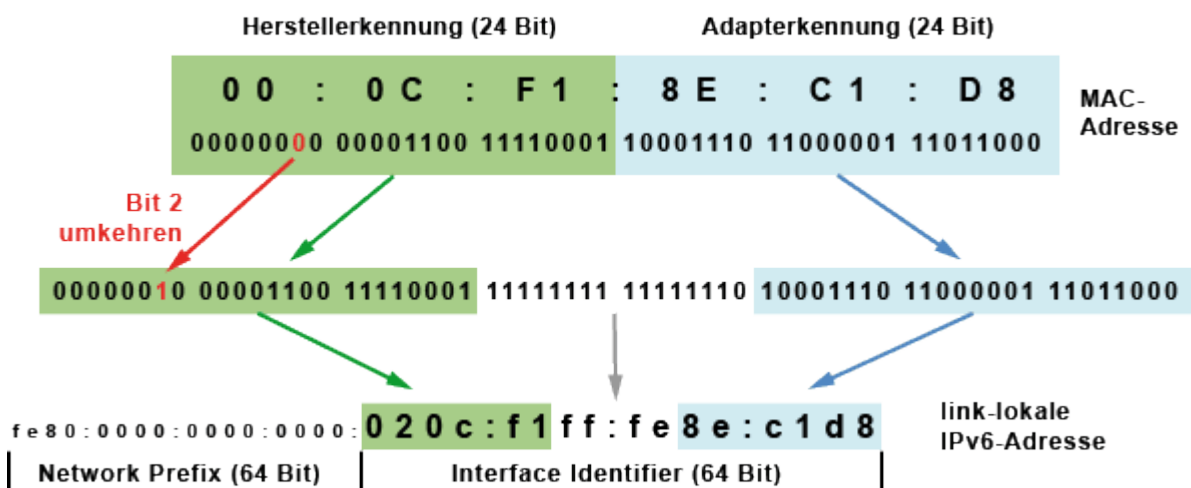 Herstellerkennung (24 Bit) Adapterkennung (24 Bit)
00 : 0C : F1 : 8E : C1 : D8
MAC-
Adresse
00000000 00001100 11110001 10001110 11000001 11011000
Bit 2
umkehren
00000010 00001100 11110001 11111111 11111110 10001110 11000001 11011000
fe80:0000:0000:0000:020c:f1ff:fe8e:c1d8
link-lokale
IPv6-Adresse
Network Prefix (64 Bit) Interface Identifier (64 Bit)